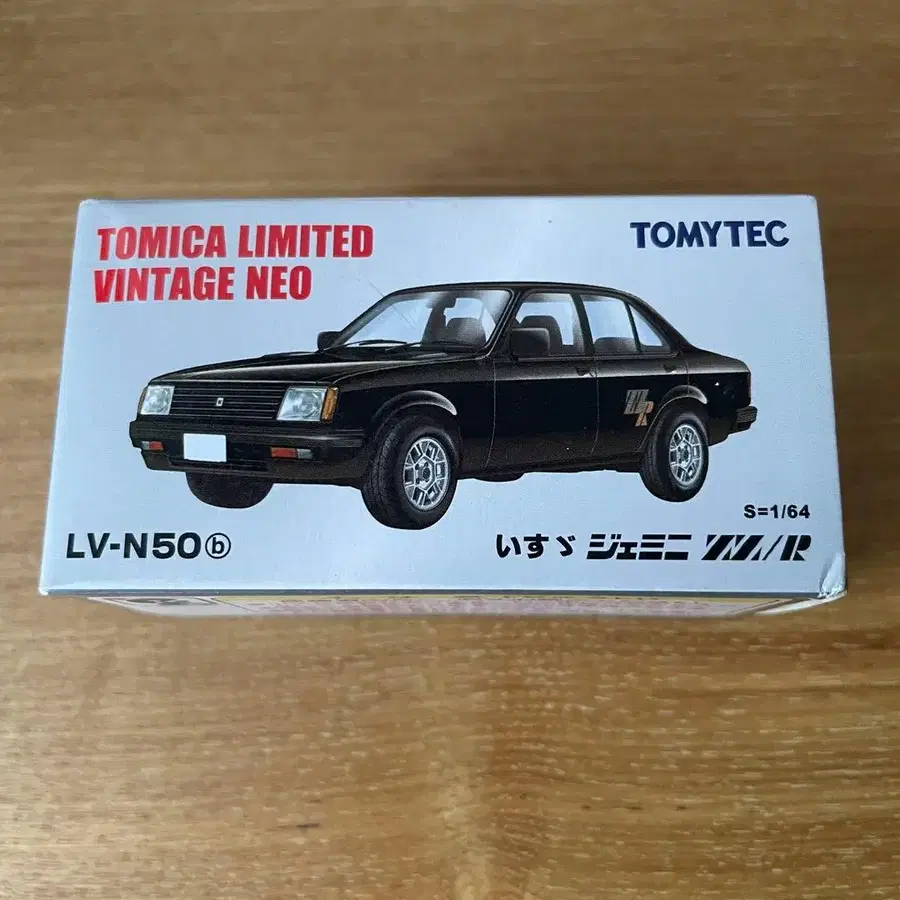 TOMICA LIMITED
VINTAGE NEO
TOMYTEC
S=1/64
LV-N50ⓑ
いすゞ ジェミニ ZZ/R